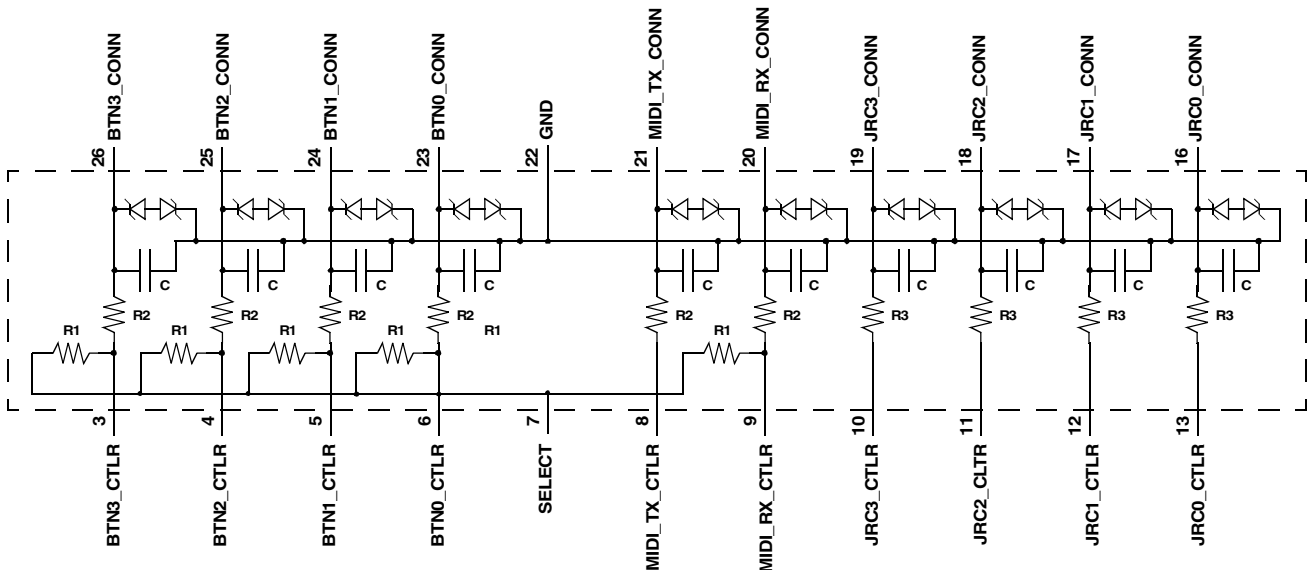 BTN3_CONN
BTN2_CONN
BTN1_CONN
BTN0_CONN
GND
MIDI_TX_CONN
MIDI_RX_CONN
JRC3_CONN
JRC2_CONN
JRC1_CONN
JRC0_CONN
26
25
24
23
22
21
20
19
18
17
16
C
C
C
C
C
C
C
C
C
C
R2
R2
R2
R2
R2
R2
R3
R3
R3
R3
R1
R1
R1
R1
R1
R1
3
4
5
6
7
8
9
10
11
12
13
BTN3_CTLR
BTN2_CTLR
BTN1_CTLR
BTN0_CTLR
SELECT
MIDI_TX_CTLR
MIDI_RX_CTLR
JRC3_CTLR
JRC2_CLTR
JRC1_CTLR
JRC0_CTLR